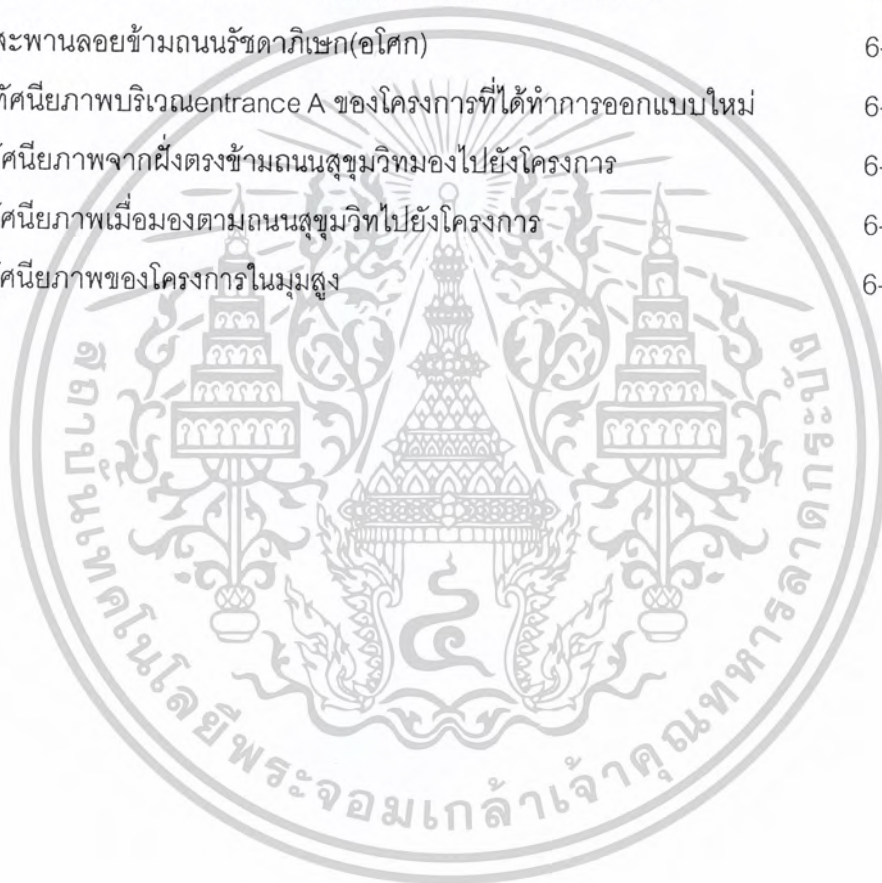 สะพานลอยข้ามถนนรัชดาภิเษก(อโศก) 6-
ทัศนียภาพบริเวณentrance A ของโครงการที่ได้ทำการออกแบบใหม่ 6-
ทัศนียภาพจากฝั่งตรงข้ามถนนสุขุมวิทมองไปยังโครงการ 6-
ทัศนียภาพเมื่อมองตามถนนสุขุมวิทไปยังโครงการ 6-
ทัศนียภาพของโครงการในมุมสูง 6-
สถาบันเทคโนโลยีพระจอมเกล้าเจ้าคุณทหารลาดกระบัง